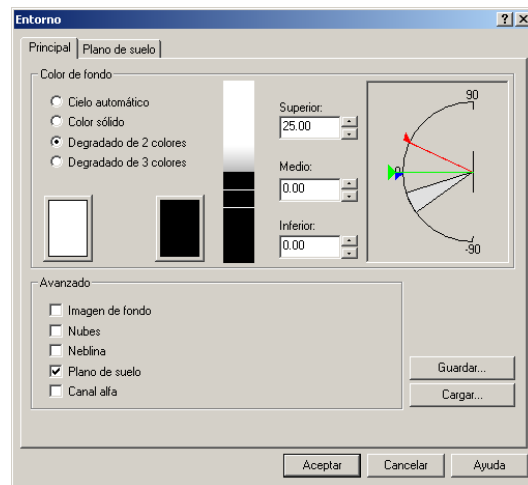 Entorno
Principal
Plano de suelo
Color de fondo
Cielo automático
Color sólido
Degradado de 2 colores
Degradado de 3 colores
Superior:
25.00
Medio:
0.00
Inferior:
0.00
90
0
-90
Avanzado
Imagen de fondo
Nubes
Neblina
Plano de suelo
Canal alfa
Guardar...
Cargar...
Aceptar
Cancelar
Ayuda